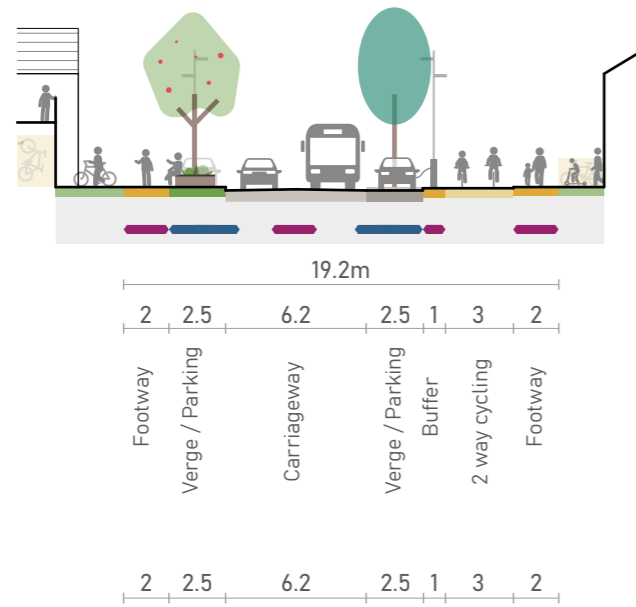 19.2m
2 2.5 6.2 2.5 1 3 2
Footway
Verge / Parking
Carriageway
Verge / Parking
Buffer
2 way cycling
Footway
2 2.5 6.2 2.5 1 3 2